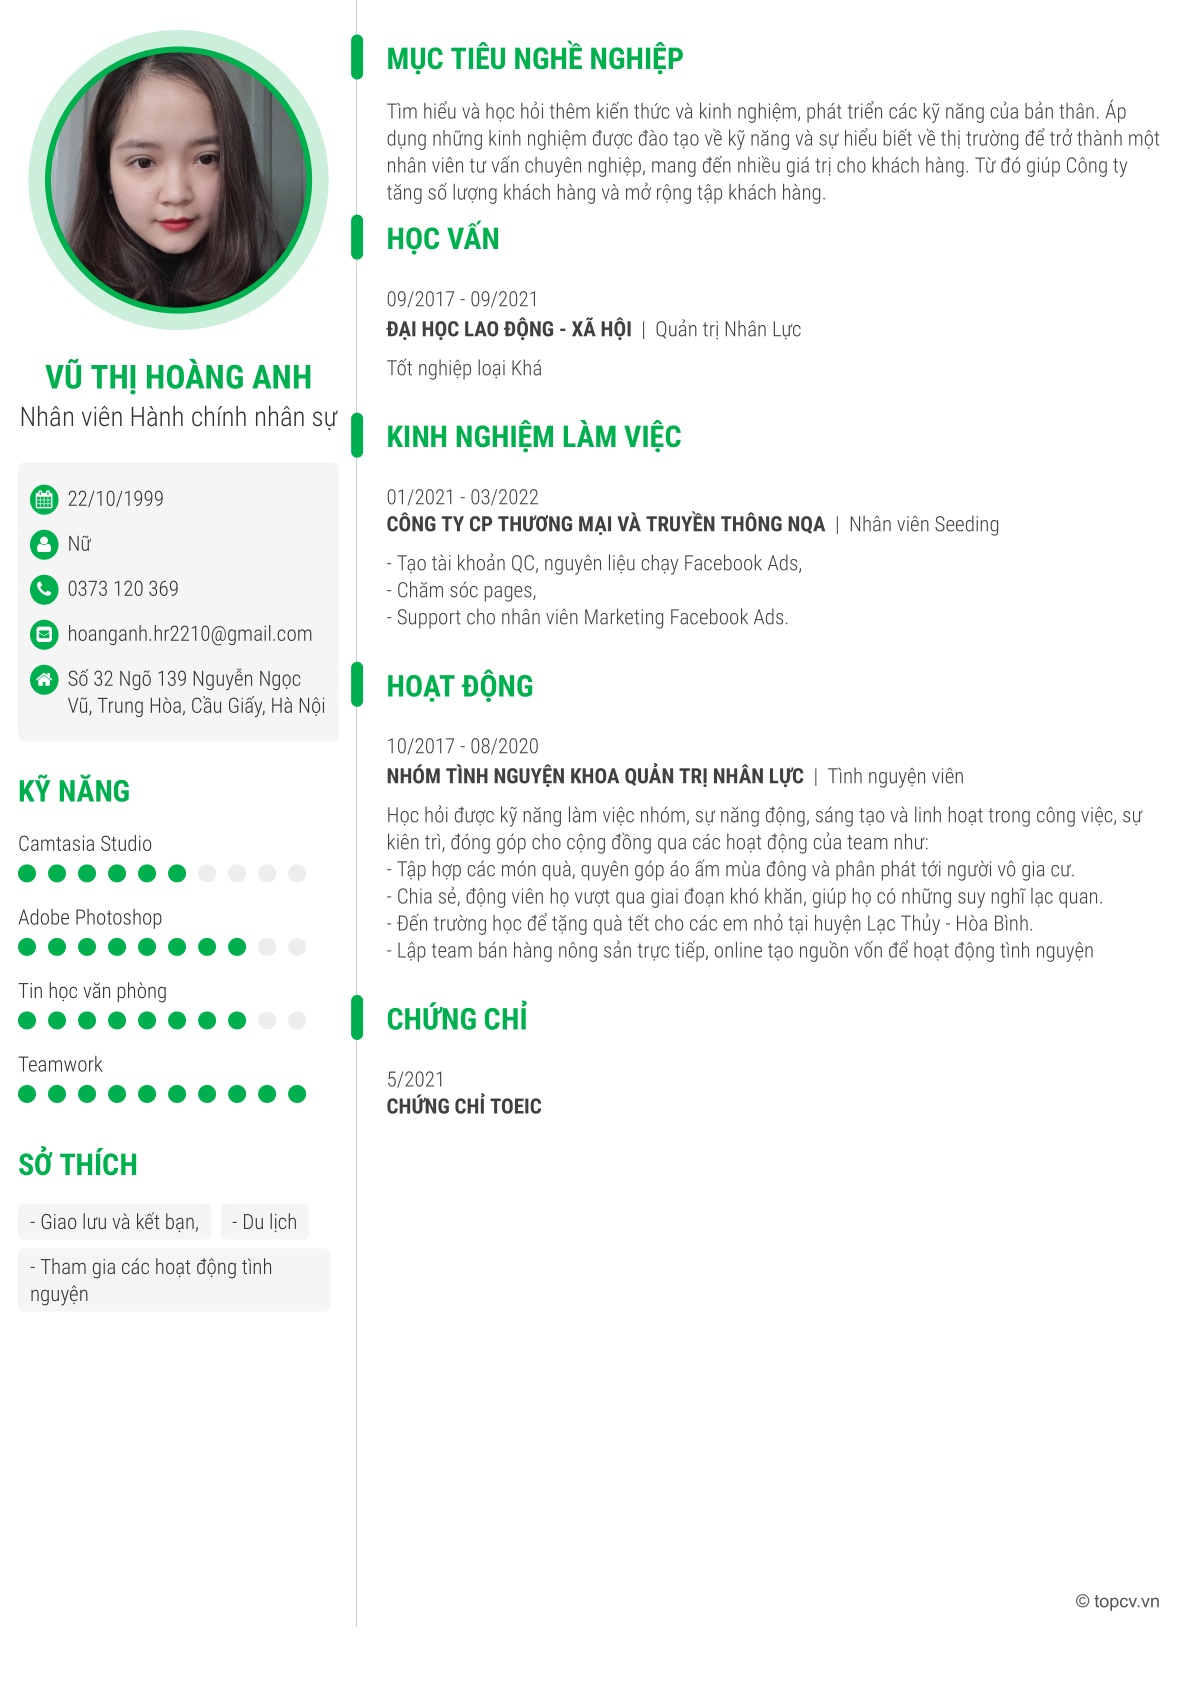 VŨ THỊ HOÀNG ANH
Nhân viên Hành chính nhân sự
22/10/1999
Nữ
0373 120 369
hoanganh.hr2210@gmail.com
Số 32 Ngõ 139 Nguyễn Ngọc
Vũ, Trung Hòa, Cầu Giấy, Hà Nội
KỸ NĂNG
Camtasia Studio
Adobe Photoshop
Tin học văn phòng
Teamwork
SỞ THÍCH
- Giao lưu và kết bạn,
- Du lịch
- Tham gia các hoạt động tình
nguyện
MỤC TIÊU NGHỀ NGHIỆP
Tìm hiểu và học hỏi thêm kiến thức và kinh nghiệm, phát triển các kỹ năng của bản thân. Áp
dụng những kinh nghiệm được đào tạo về kỹ năng và sự hiểu biết về thị trường để trở thành một
nhân viên tư vấn chuyên nghiệp, mang đến nhiều giá trị cho khách hàng. Từ đó giúp Công ty
tăng số lượng khách hàng và mở rộng tập khách hàng.
HỌC VẤN
09/2017 - 09/2021
ĐẠI HỌC LAO ĐỘNG - XÃ HỘI | Quản trị Nhân Lực
Tốt nghiệp loại Khá
KINH NGHIỆM LÀM VIỆC
01/2021 - 03/2022
CÔNG TY CP THƯƠNG MẠI VÀ TRUYỀN THÔNG NQA | Nhân viên Seeding
- Tạo tài khoản QC, nguyên liệu chạy Facebook Ads,
- Chăm sóc pages,
- Support cho nhân viên Marketing Facebook Ads.
HOẠT ĐỘNG
10/2017 - 08/2020
NHÓM TÌNH NGUYỆN KHOA QUẢN TRỊ NHÂN LỰC | Tình nguyện viên
Học hỏi được kỹ năng làm việc nhóm, sự năng động, sáng tạo và linh hoạt trong công việc, sự
kiên trì, đóng góp cho cộng đồng qua các hoạt động của team như:
- Tập hợp các món quà, quyên góp áo ấm mùa đông và phân phát tới người vô gia cư.
- Chia sẻ, động viên họ vượt qua giai đoạn khó khăn, giúp họ có những suy nghĩ lạc quan.
- Đến trường học để tặng quà tết cho các em nhỏ tại huyện Lạc Thủy - Hòa Bình.
- Lập team bán hàng nông sản trực tiếp, online tạo nguồn vốn để hoạt động tình nguyện
CHỨNG CHỈ
5/2021
CHỨNG CHỈ TOEIC
© topcv.vn